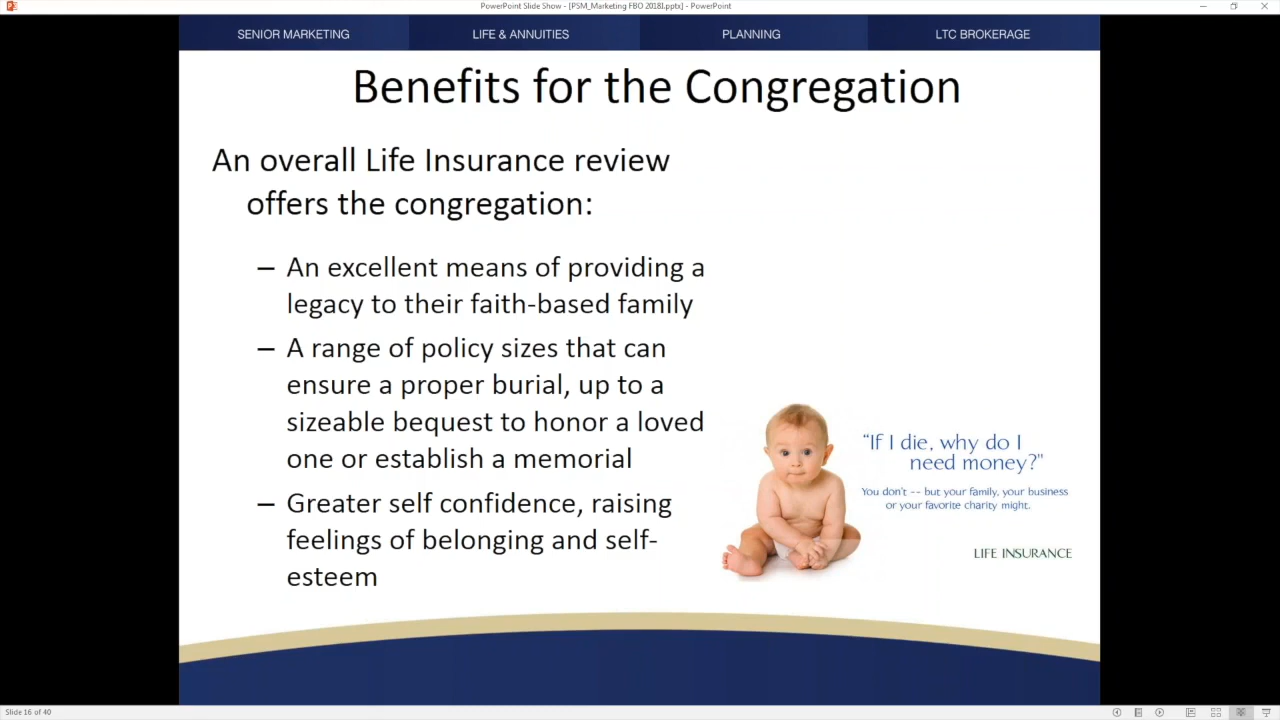 PowerPoint Slide Show - [PSM_Marketing FBO 2018J.pptx] - PowerPoint
SENIOR MARKETING
LIFE & ANNUITIES
PLANNING
LTC BROKERAGE
Benefits for the Congregation
An overall Life Insurance review
offers the congregation:
– An excellent means of providing a
legacy to their faith-based family
– A range of policy sizes that can
ensure a proper burial, up to a
sizeable bequest to honor a loved
one or establish a memorial
– Greater self confidence, raising
feelings of belonging and self-
esteem
“If I die, why do I
need money?”
You don't -- but your family, your business
or your favorite charity might.
LIFE INSURANCE
Slide 16 of 40